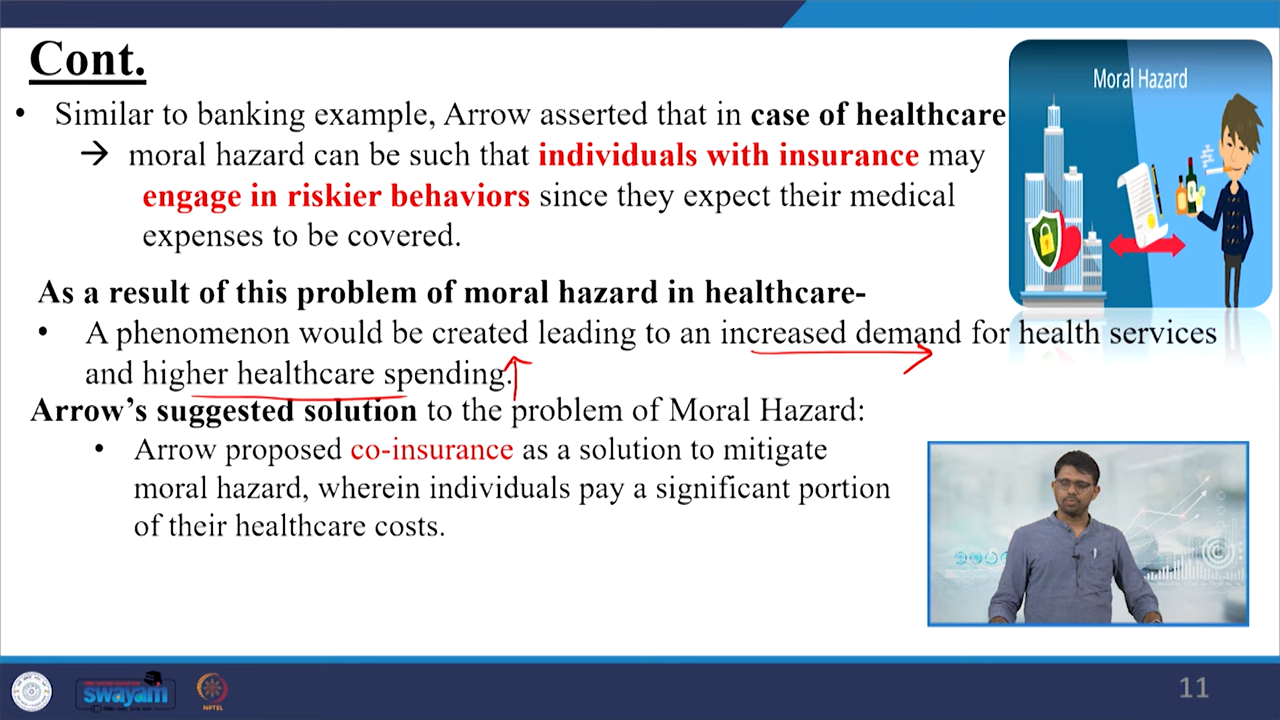 Cont.
• Similar to banking example, Arrow asserted that in case of healthcare
→ moral hazard can be such that individuals with insurance may
engage in riskier behaviors since they expect their medical
expenses to be covered.
Moral Hazard
As a result of this problem of moral hazard in healthcare-
• A phenomenon would be created leading to an increased demand for health services
and higher healthcare spending.
Arrow’s suggested solution to the problem of Moral Hazard:
• Arrow proposed co-insurance as a solution to mitigate
moral hazard, wherein individuals pay a significant portion
of their healthcare costs.
swayam
NPTEL
11